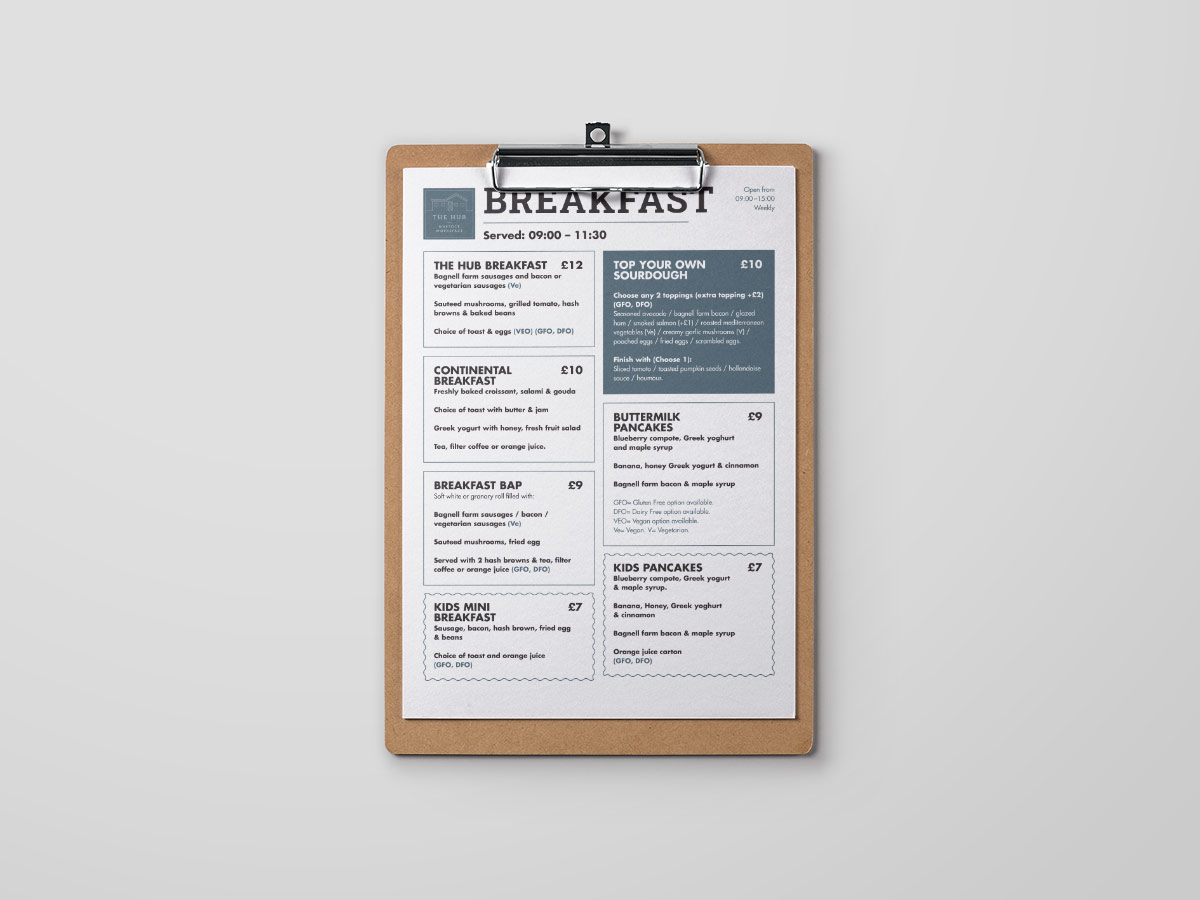 THE HUB
BREAKFAST
Served: 09:00 – 11:30
Open from
09:00–15:00
Weekly
THE HUB BREAKFAST £12
Bagnell farm sausages and bacon or
vegetarian sausages (Ve)
Sauteed mushrooms, grilled tomato, hash
browns & baked beans
Choice of toast & eggs (VEO) (GFO, DFO)
CONTINENTAL £10
BREAKFAST
Freshly baked croissant, salami & gouda
Choice of toast with butter & jam
Greek yogurt with honey, fresh fruit salad
Tea, filter coffee or orange juice.
BREAKFAST BAP £9
Soft white or granary roll filled with:
Bagnell farm sausages / bacon /
vegetarian sausages (Ve)
Sauteed mushrooms, fried egg
Served with 2 hash browns & tea, filter
coffee or orange juice (GFO, DFO)
KIDS MINI £7
BREAKFAST
Sausage, bacon, hash brown, fried egg
& beans
Choice of toast and orange juice
(GFO, DFO)
TOP YOUR OWN £10
SOURDOUGH
Choose any 2 toppings (extra topping +£2)
(GFO, DFO)
Seasoned avocado / bagnell farm bacon / glazed
ham / smoked salmon (+£1) / roasted mediterranean
vegetables (Ve) / creamy garlic mushrooms (V) /
poached eggs / fried eggs / scrambled eggs.
Finish with (Choose 1):
Sliced tomato / toasted pumpkin seeds / hollandaise
sauce / houmous.
BUTTERMILK £9
PANCAKES
Blueberry compote, Greek yoghurt
and maple syrup
Banana, honey Greek yogurt & cinnamon
Bagnell farm bacon & maple syrup
GFO= Gluten Free option available.
DFO= Dairy Free option available.
VEO= Vegan option available.
Ve= Vegan V= Vegetarian.
KIDS PANCAKES £7
Blueberry compote, Greek yogurt
& maple syrup.
Banana, Honey, Greek yoghurt
& cinnamon
Bagnell farm bacon & maple syrup
Orange juice carton
(GFO, DFO)